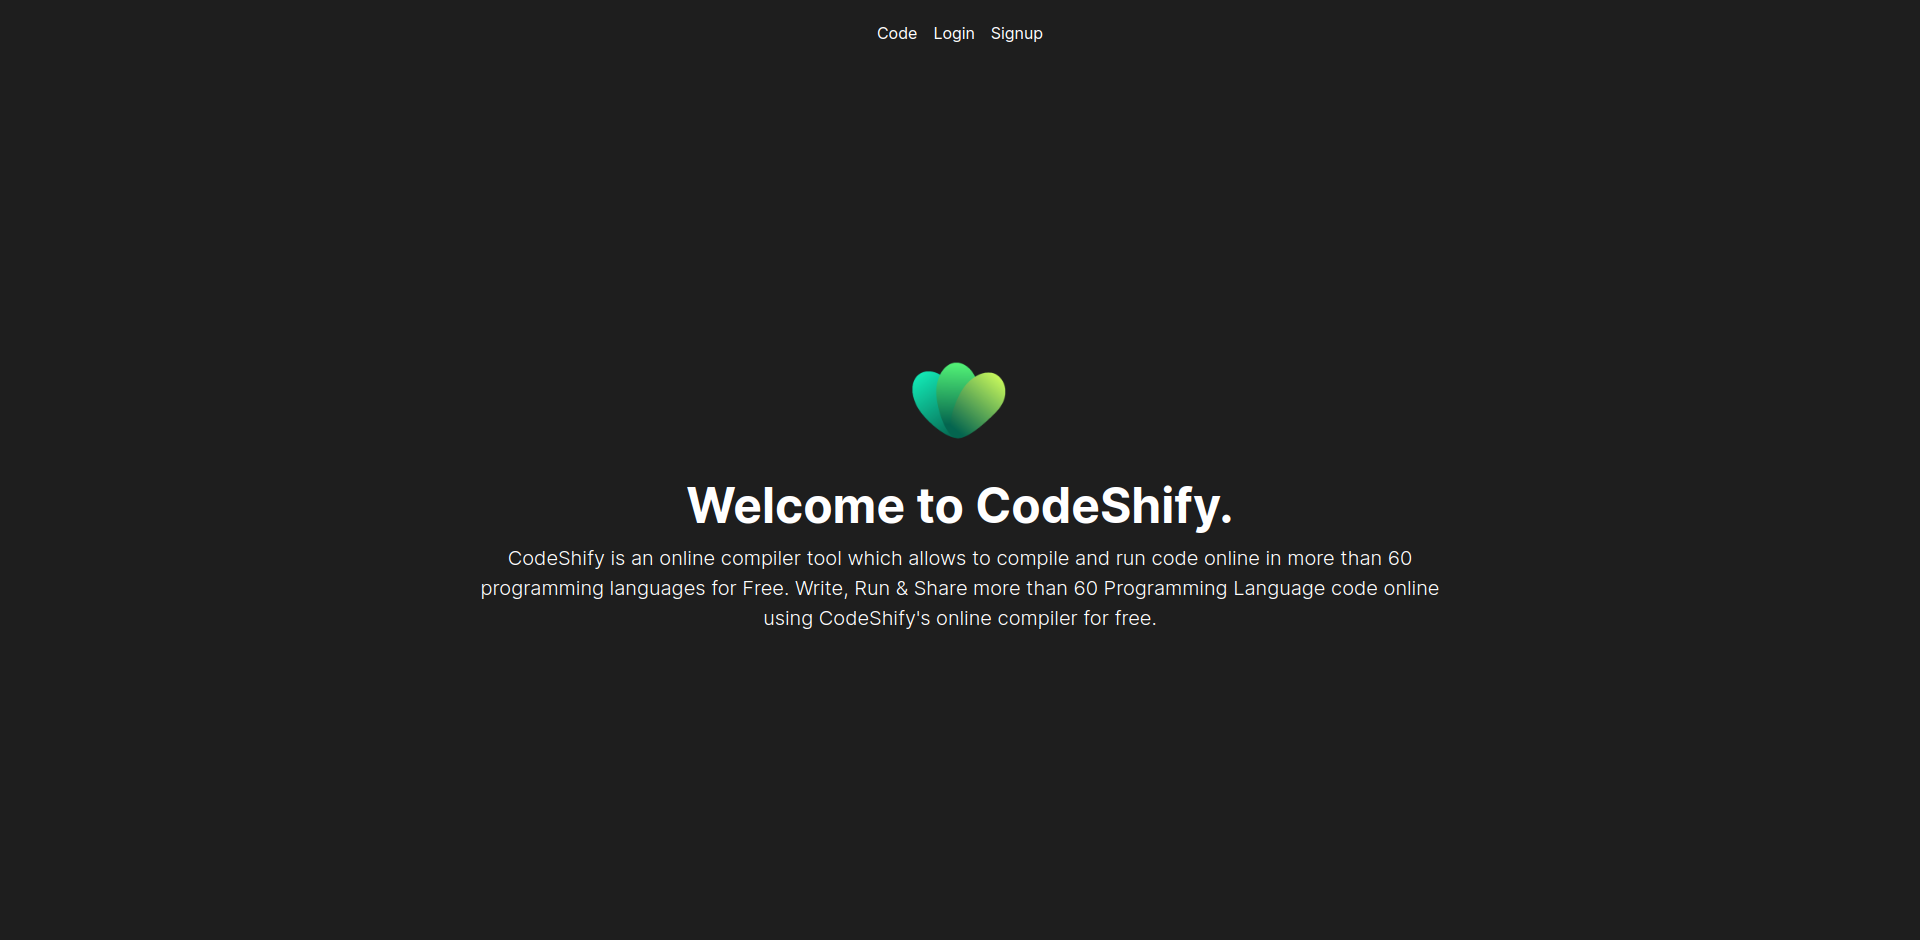 Code Login Signup
Welcome to CodeShify.
CodeShify is an online compiler tool which allows to compile and run code online in more than 60
programming languages for Free. Write, Run & Share more than 60 Programming Language code online
using CodeShify's online compiler for free.